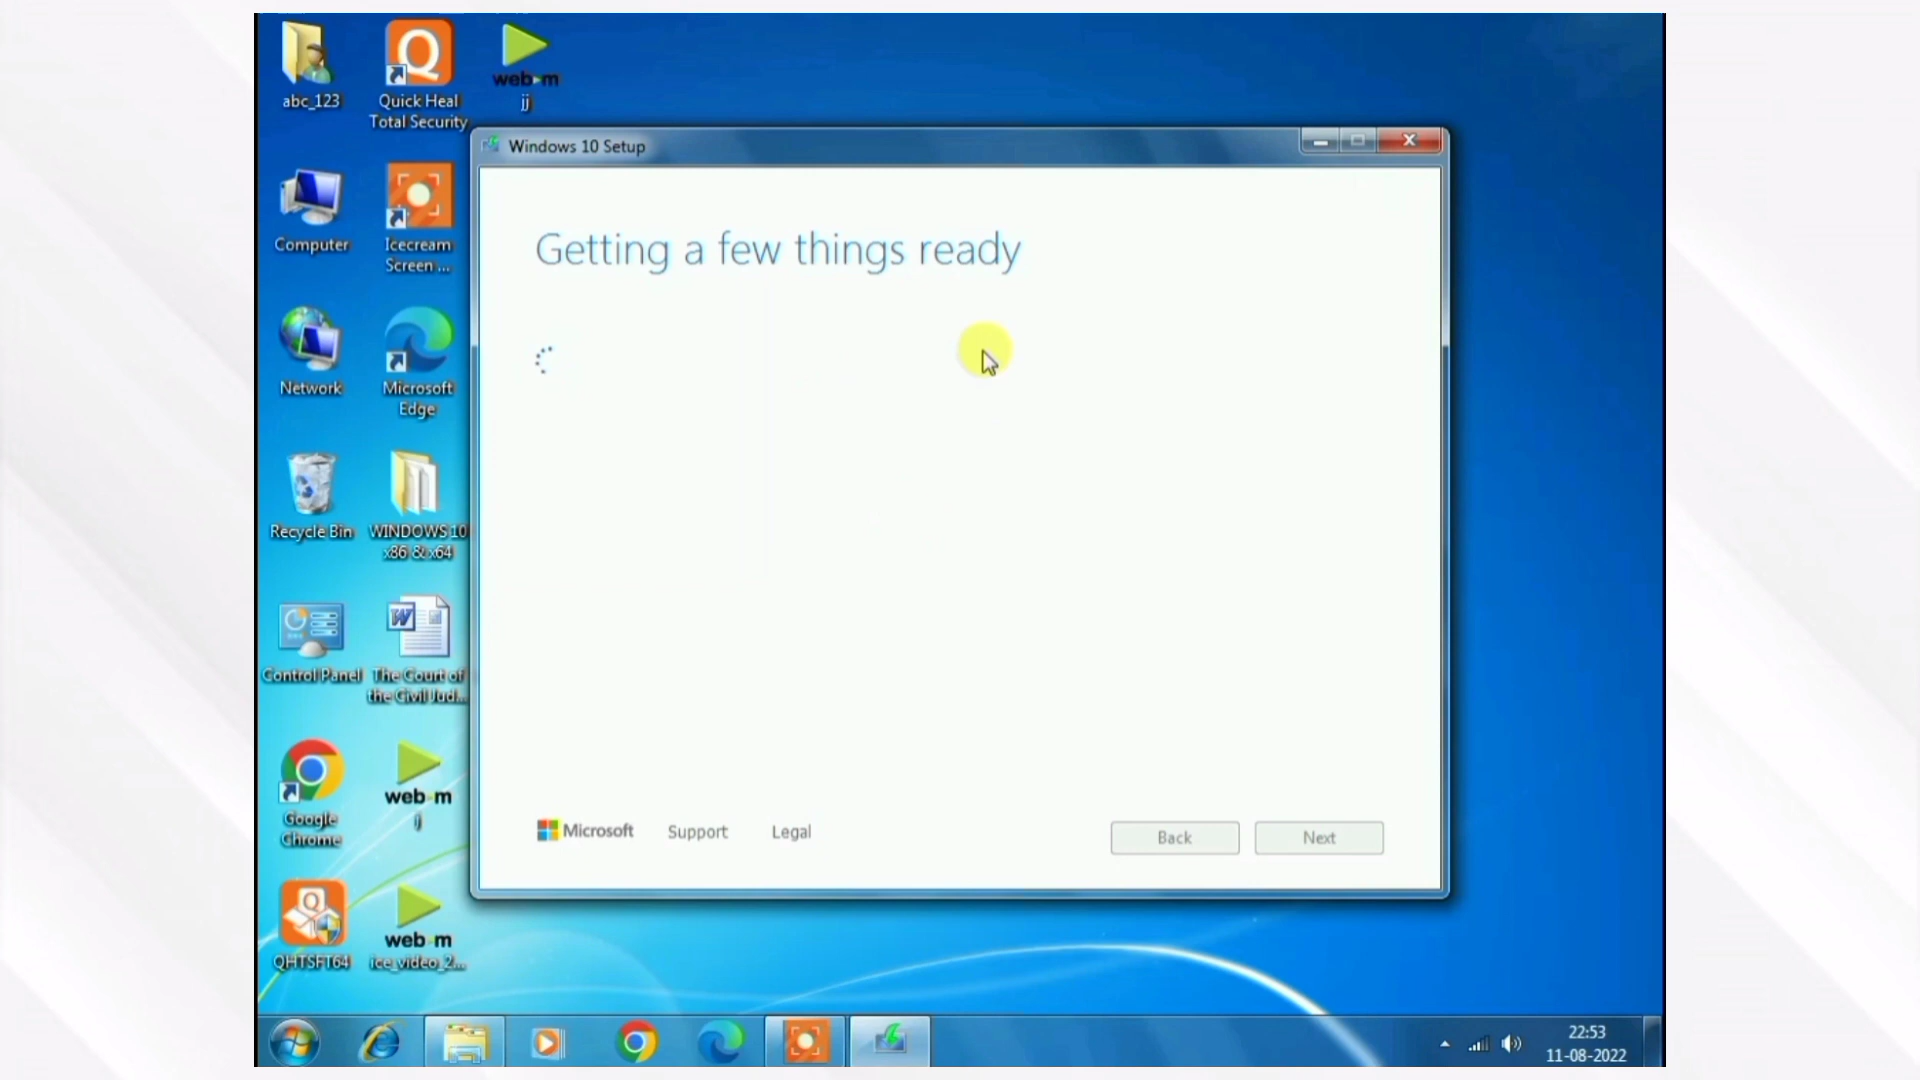 abc_123
Quick Heal
Total Security
web m
jj
Computer
Icecream
Screen ...
Network
Microsoft
Edge
Recycle Bin
WINDOWS 10
x86 & x64
Control Panel
The Court of
the Civil Jud...
Google
Chrome
web m
j
QHTSFT64
web m
ice_video_2...
Windows 10 Setup
Getting a few things ready
Microsoft
Support
Legal
Back
Next
22:53
11-08-2022